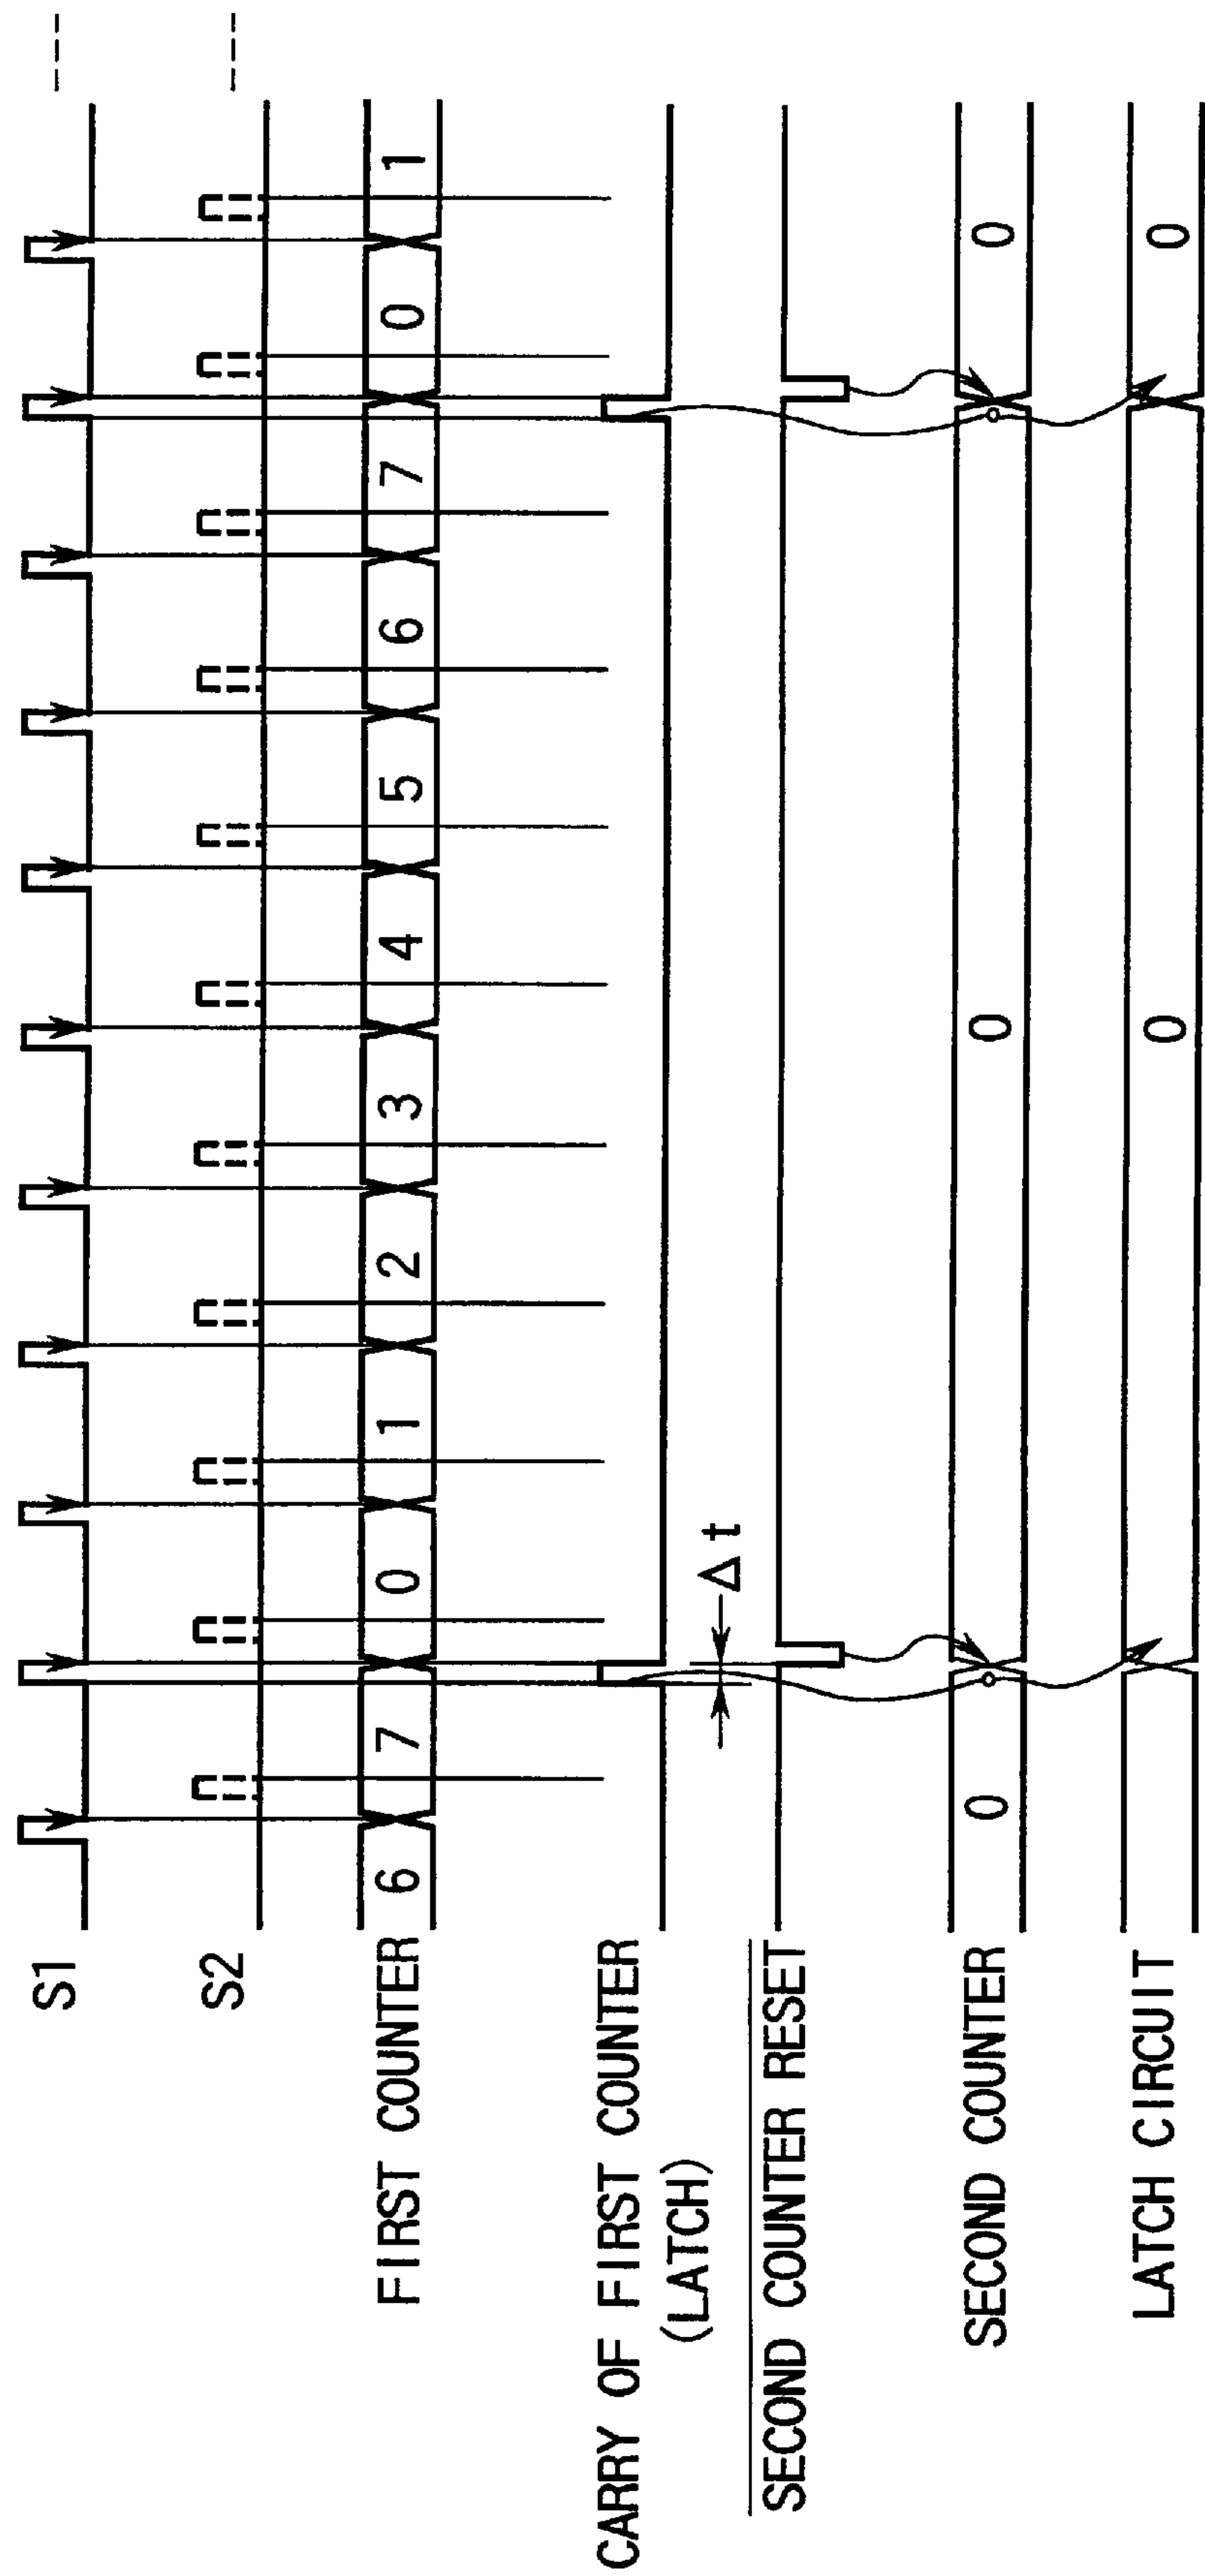 S1
S2
FIRST COUNTER 6 7 0 1 2 3 4 5 6 7 0 1
CARRY OF FIRST COUNTER
(LATCH)
Δt
SECOND COUNTER RESET
SECOND COUNTER 0 0 0
LATCH CIRCUIT 0 0